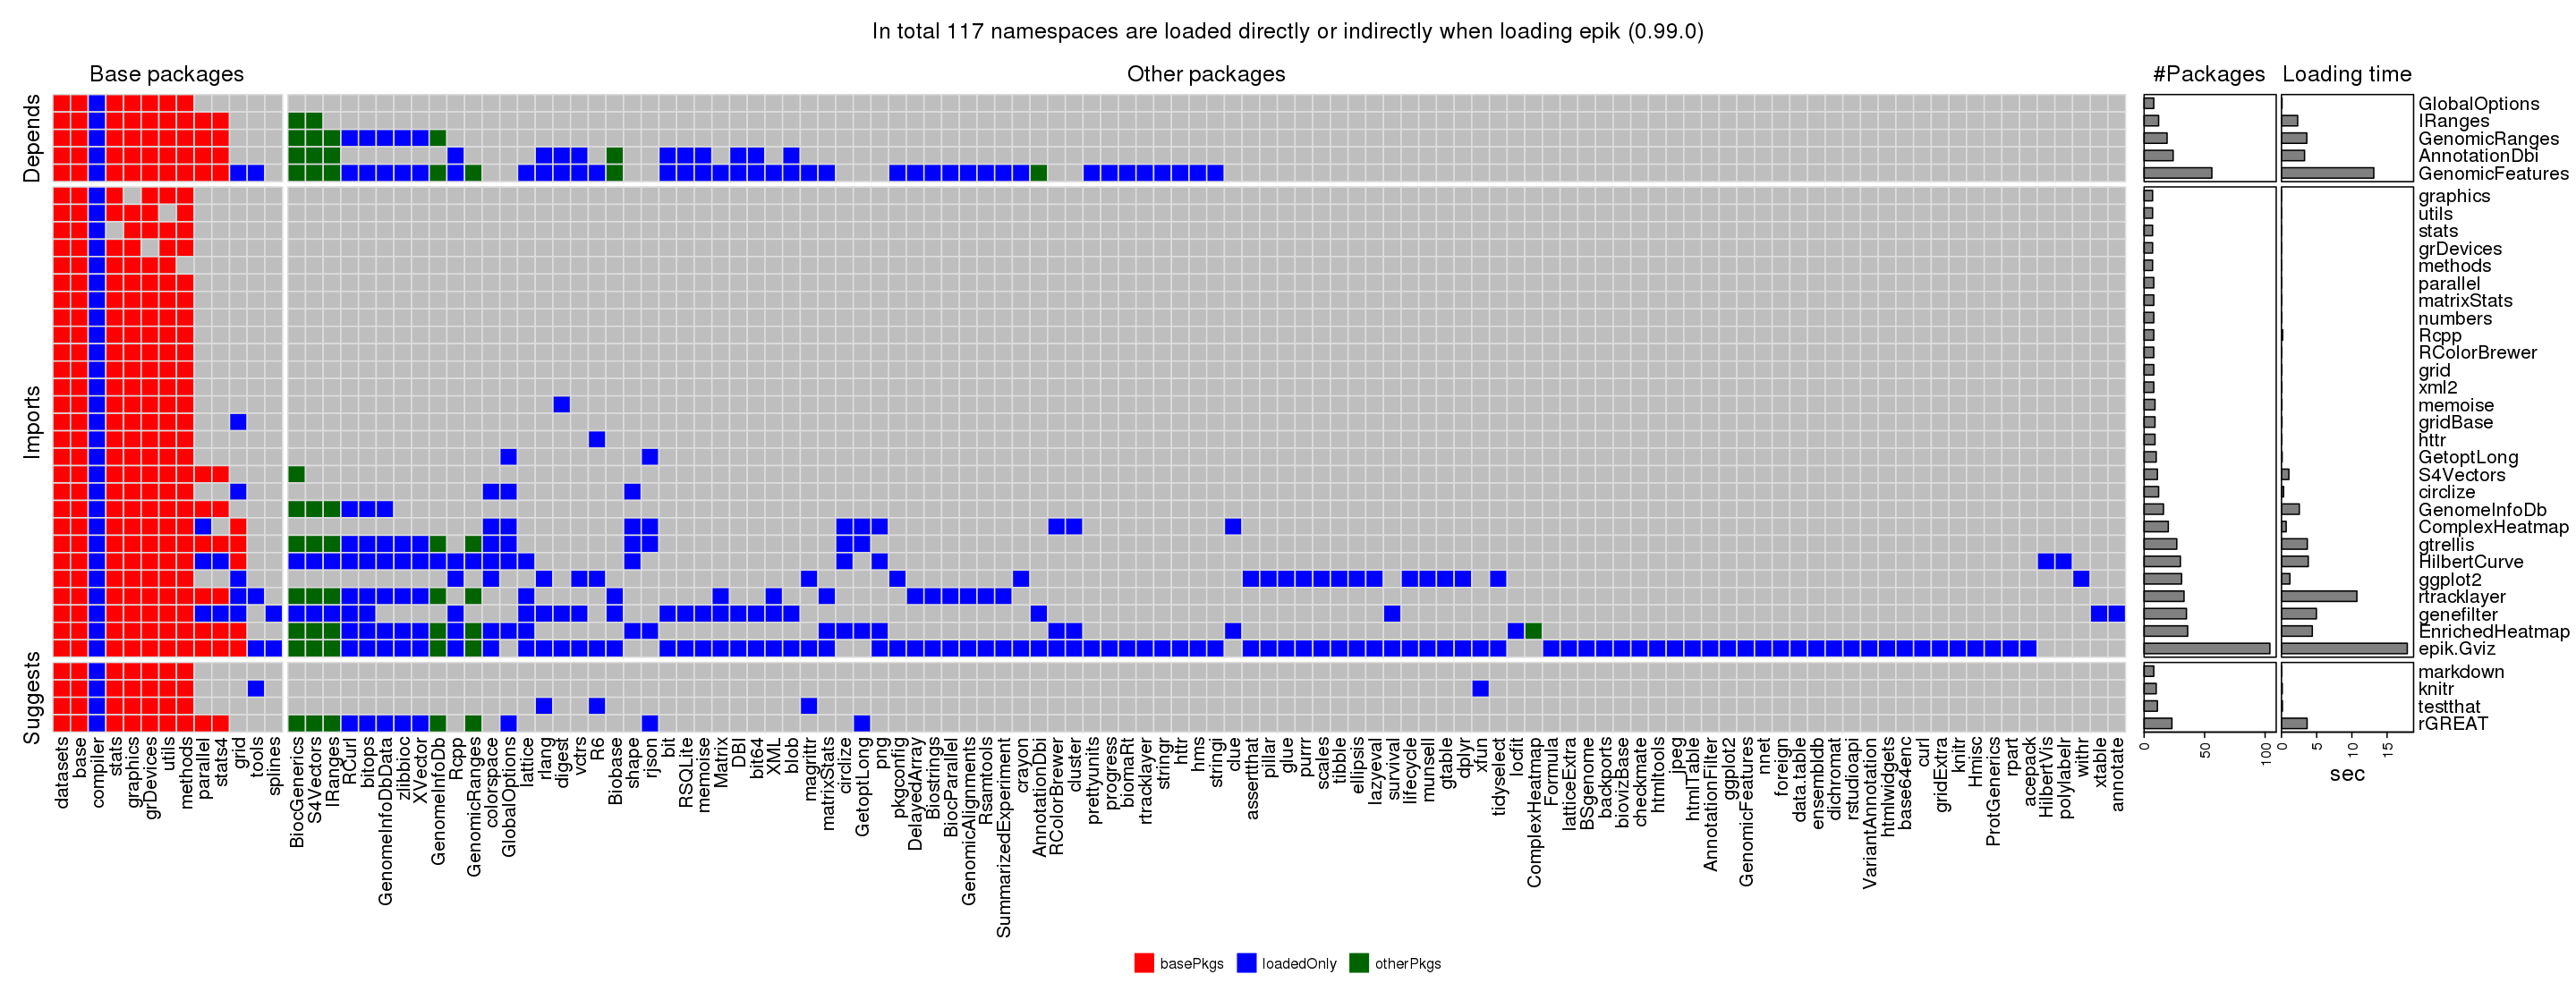 In total 117 namespaces are loaded directly or indirectly when loading epik (0.99.0)
Base packages
Other packages
#Packages
Loading time
Depends
GlobalOptions
IRanges
GenomicRanges
AnnotationDbi
GenomicFeatures
Imports
graphics
utils
stats
grDevices
methods
parallel
matrixStats
numbers
Rcpp
RColorBrewer
grid
xml2
memoise
gridBase
httr
GetoptLong
S4Vectors
circlize
GenomeInfoDb
ComplexHeatmap
gtrellis
HilbertCurve
ggplot2
rtracklayer
genefilter
EnrichedHeatmap
epik.Gviz
Suggests
markdown
knitr
testthat
rGREAT
datasets
base
compiler
stats
graphics
grDevices
utils
methods
parallel
stats4
grid
tools
splines
BiocGenerics
S4Vectors
IRanges
RCurl
bitops
GenomeInfoDbData
zlibbioc
XVector
GenomeInfoDb
Rcpp
GenomicRanges
colorspace
GlobalOptions
lattice
rlang
digest
vctrs
R6
Biobase
shape
rjson
bit
RSQLite
memoise
Matrix
DBI
bit64
XML
blob
magrittr
matrixStats
circlize
GetoptLong
png
pkgconfig
DelayedArray
Biostrings
BiocParallel
GenomicAlignments
Rsamtools
SummarizedExperiment
crayon
AnnotationDbi
RColorBrewer
cluster
prettyunits
progress
biomaRt
rtracklayer
stringr
httr
hms
stringi
clue
assertthat
pillar
glue
purrr
scales
tibble
ellipsis
lazyeval
survival
lifecycle
munsell
gtable
dplyr
xfun
tidyselect
locfit
ComplexHeatmap
Formula
latticeExtra
BSgenome
backports
biovizBase
checkmate
htmltools
jpeg
htmlTable
AnnotationFilter
ggplot2
GenomicFeatures
nnet
foreign
data.table
ensembldb
dichromat
rstudioapi
VariantAnnotation
htmlwidgets
base64enc
curl
gridExtra
knitr
Hmisc
ProtGenerics
rpart
acepack
HilbertVis
polylabelr
withr
xtable
annotate
0
50
100
0
5
10
15
sec
basePkgs
loadedOnly
otherPkgs